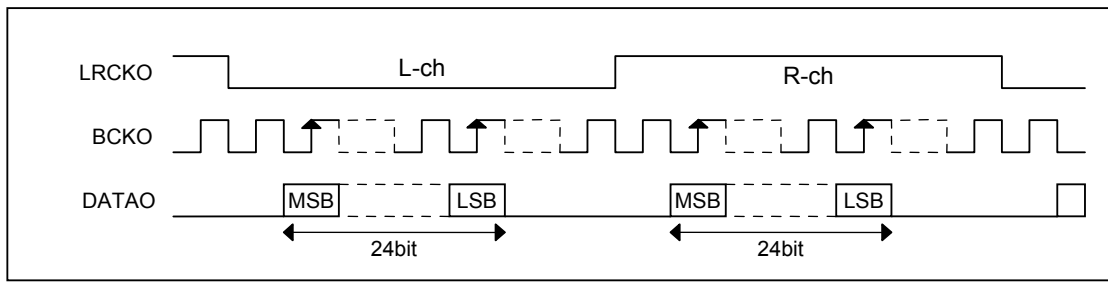 LRCKO
L-ch
R-ch
BCKO
DATAO
MSB
LSB
MSB
LSB
24bit
24bit